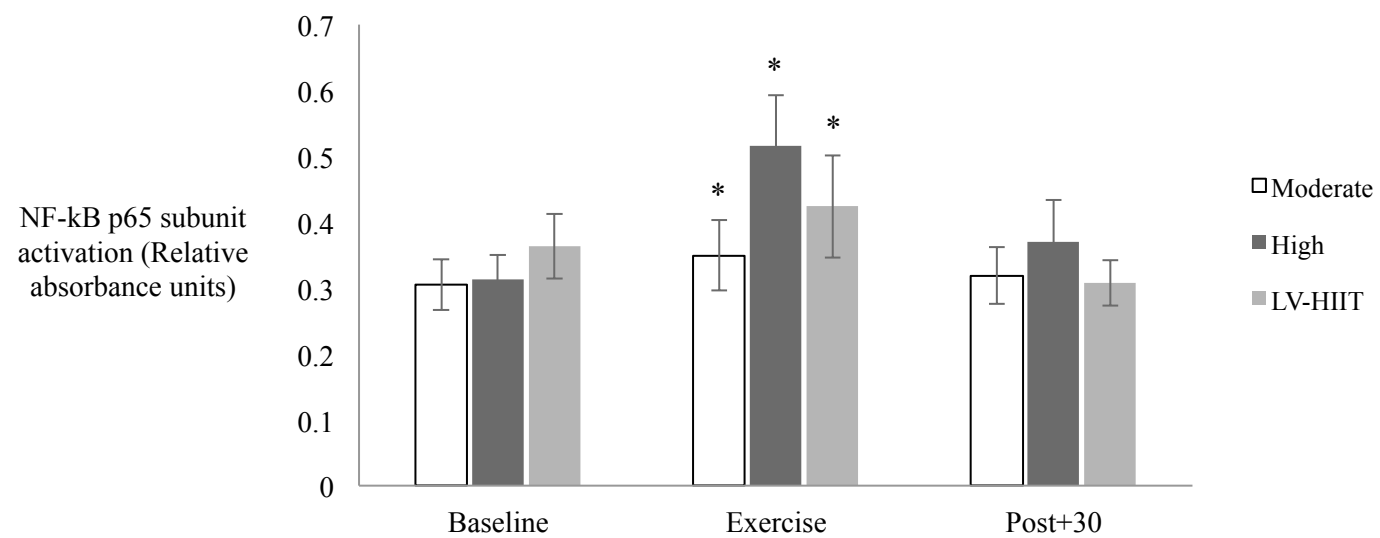 0.7
0.6
0.5
0.4
0.3
0.2
0.1
0
NF-kB p65 subunit
activation (Relative
absorbance units)
*
*
*
Baseline
Exercise
Post+30
Moderate
High
LV-HIIT